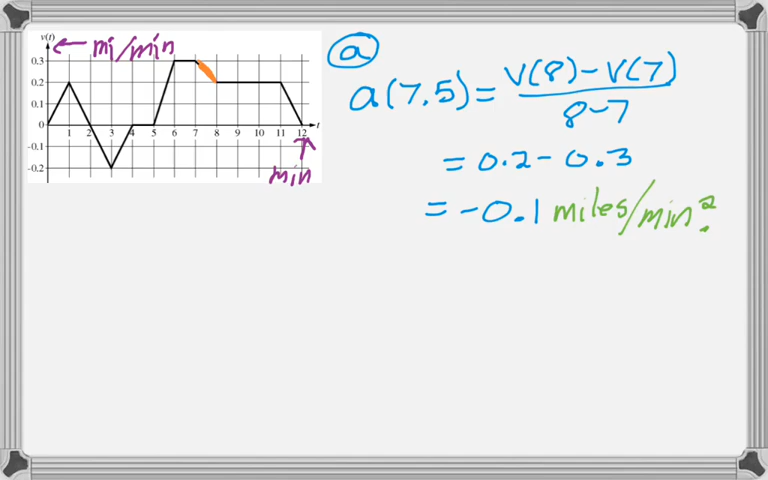 v(t)
mi/min
0.3
0.2
0.1
0
-0.1
-0.2
1 2 3 4 5 6 7 8 9 10 11 12 t
min
a
a(7.5) = v(8) - v(7)
8-7
= 0.2 - 0.3
= -0.1 miles/min².